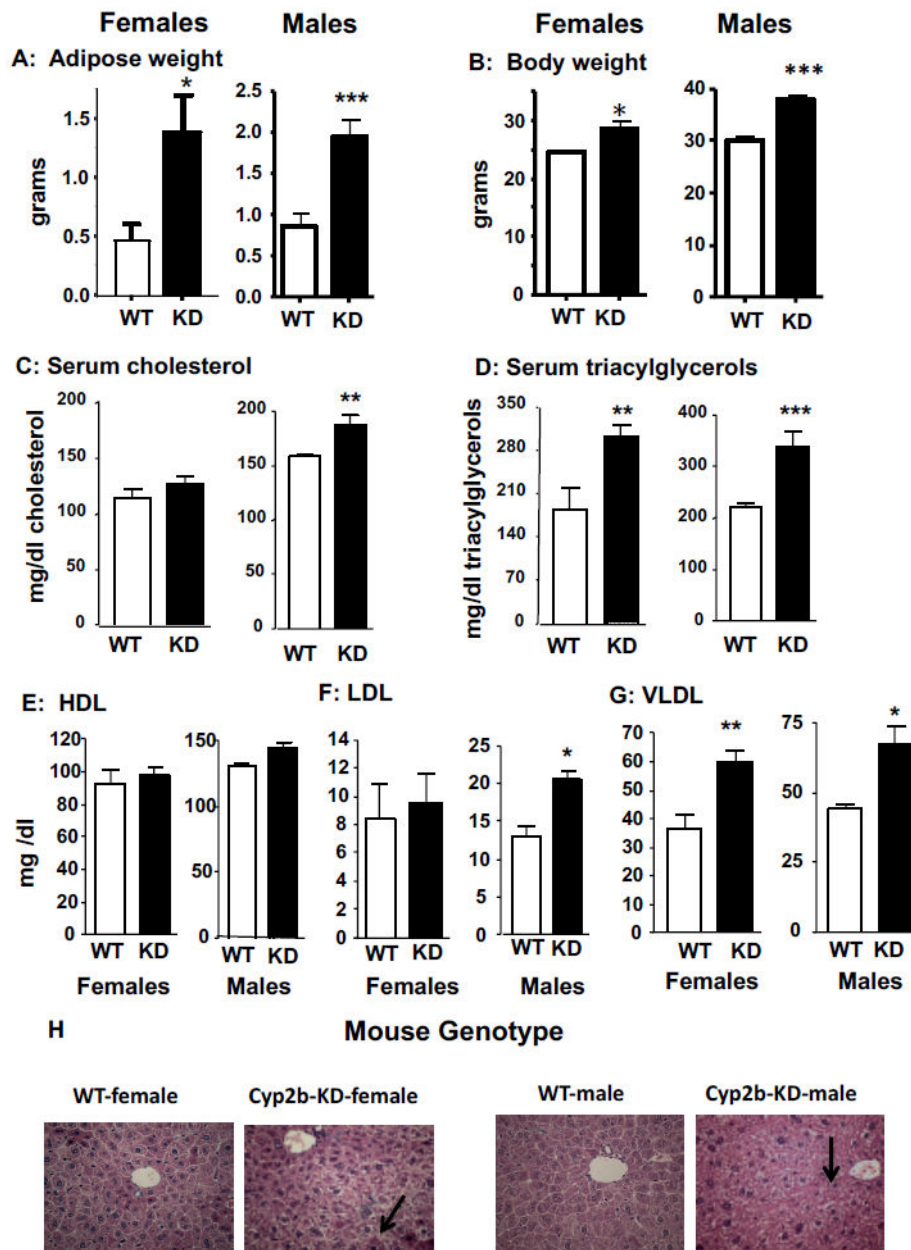 Females Males
A: Adipose weight
B: Body weight
Females Males
grams
1.5
1.0
0.5
0.0
*
WT KD
2.5
2.0
1.5
1.0
0.5
0.0
***
WT KD
grams
30
20
10
0
*
WT KD
40
30
20
10
0
***
WT KD
C: Serum cholesterol
D: Serum triacylglycerols
mg/dl cholesterol
200
150
100
50
0
WT KD
200
150
100
50
0
**
WT KD
mg/dl triacylglycerols
350
280
180
140
70
0
**
WT KD
400
300
200
100
0
***
WT KD
E: HDL
F: LDL
G: VLDL
mg /dl
120
100
80
60
40
20
0
WT KD
Females
150
100
50
0
WT KD
Males
14
12
10
8
6
4
2
0
WT KD
Females
25
20
15
10
5
0
*
WT KD
Males
70
60
50
40
30
20
10
0
**
WT KD
Females
75
50
25
0
*
WT KD
Males
H
Mouse Genotype
WT-female
Cyp2b-KD-female
WT-male
Cyp2b-KD-male